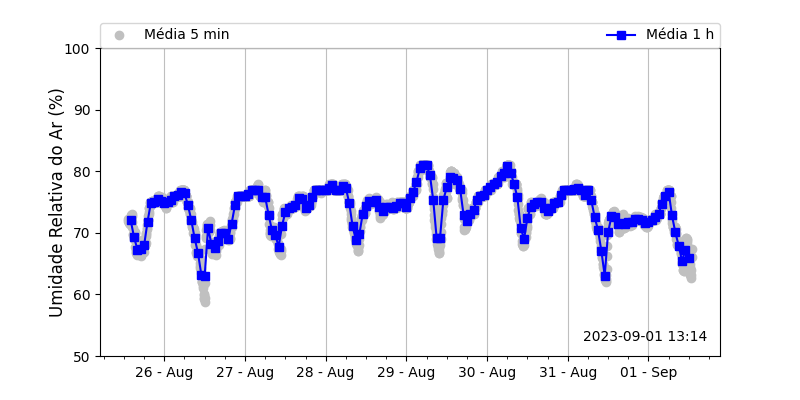 Média 5 min
Média 1 h
Umidade Relativa do Ar (%)
100
90
80
70
60
50
2023-09-01 13:14
26 - Aug
27 - Aug
28 - Aug
29 - Aug
30 - Aug
31 - Aug
01 - Sep